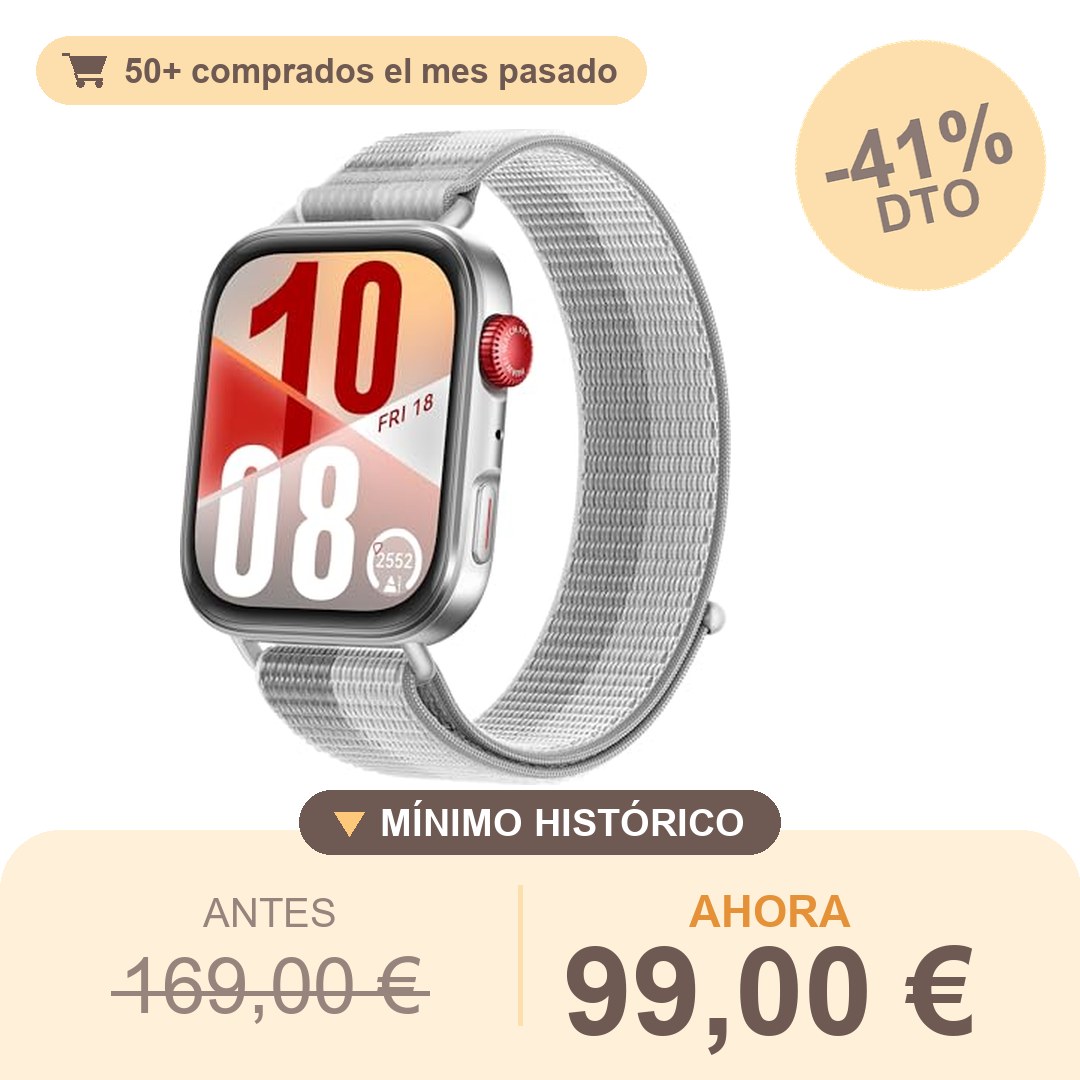 50+ comprados el mes pasado
-41%
DTO
10
FRI 18
08
2552
MÍNIMO HISTÓRICO
ANTES
169,00 €
AHORA
99,00 €